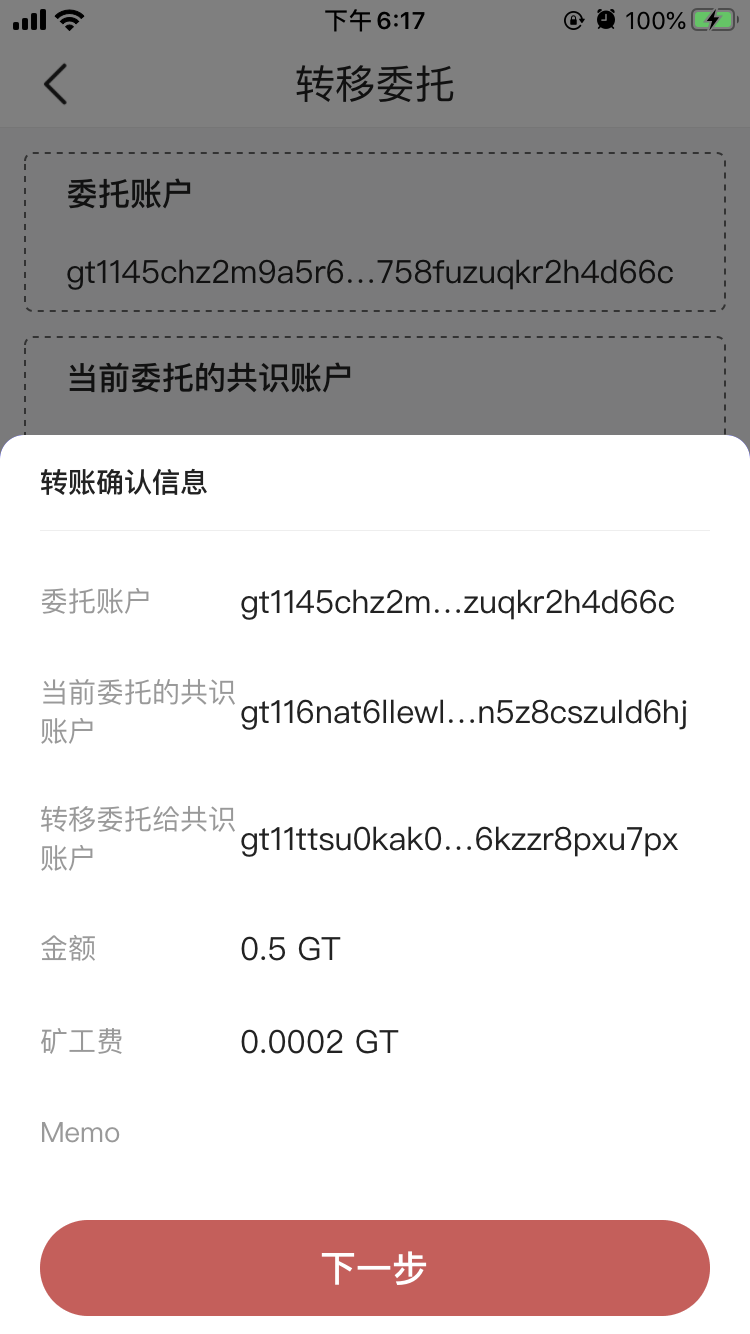 下午6:17
100%
转移委托
委托账户
gt1145chz2m9a5r6...758fuzuqkr2h4d66c
当前委托的共识账户
转账确认信息
委托账户
gt1145chz2m...zuqkr2h4d66c
当前委托的共识
账户
gt116nat6llewl...n5z8cszuld6hj
转移委托给共识
账户
gt11ttsu0kak0...6kzzr8pxu7px
金额
0.5 GT
矿工费
0.0002 GT
Memo
下一步